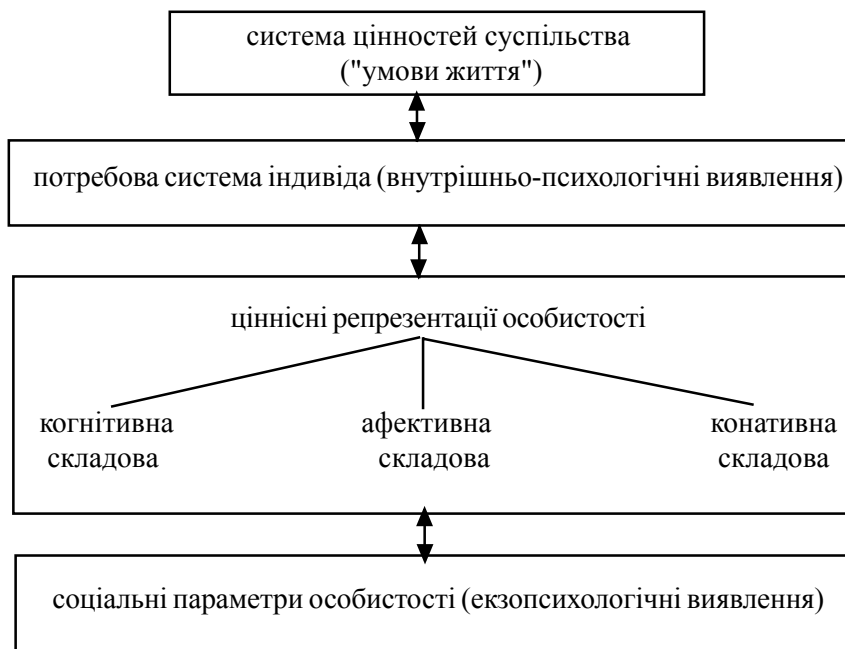 система цінностей суспільства
("умови життя")
потребова система індивіда (внутрішньо-психологічні виявлення)
ціннісні репрезентації особистості
когнітивна складова
афективна складова
конативна складова
соціальні параметри особистості (екзопсихологічні виявлення)